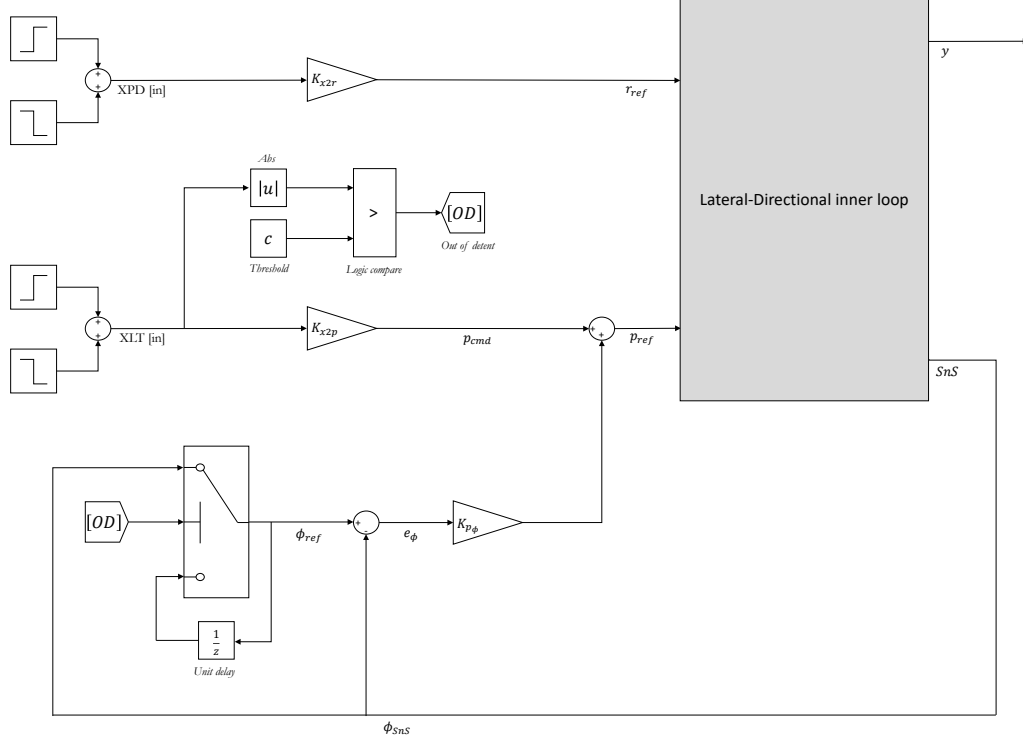 y
+
+
XPD [in]
K_{x2r}
r_{ref}
Abs
|u|
>
[OD]
Out of detent
c
Threshold
Logic compare
Lateral-Directional inner loop
+
+
XLT [in]
K_{x2p}
p_{cmd}
+
+
p_{ref}
SnS
[OD]
ϕ_{ref}
+
-
e_ϕ
K_{p_ϕ}
1
z
Unit delay
ϕ_{SnS}